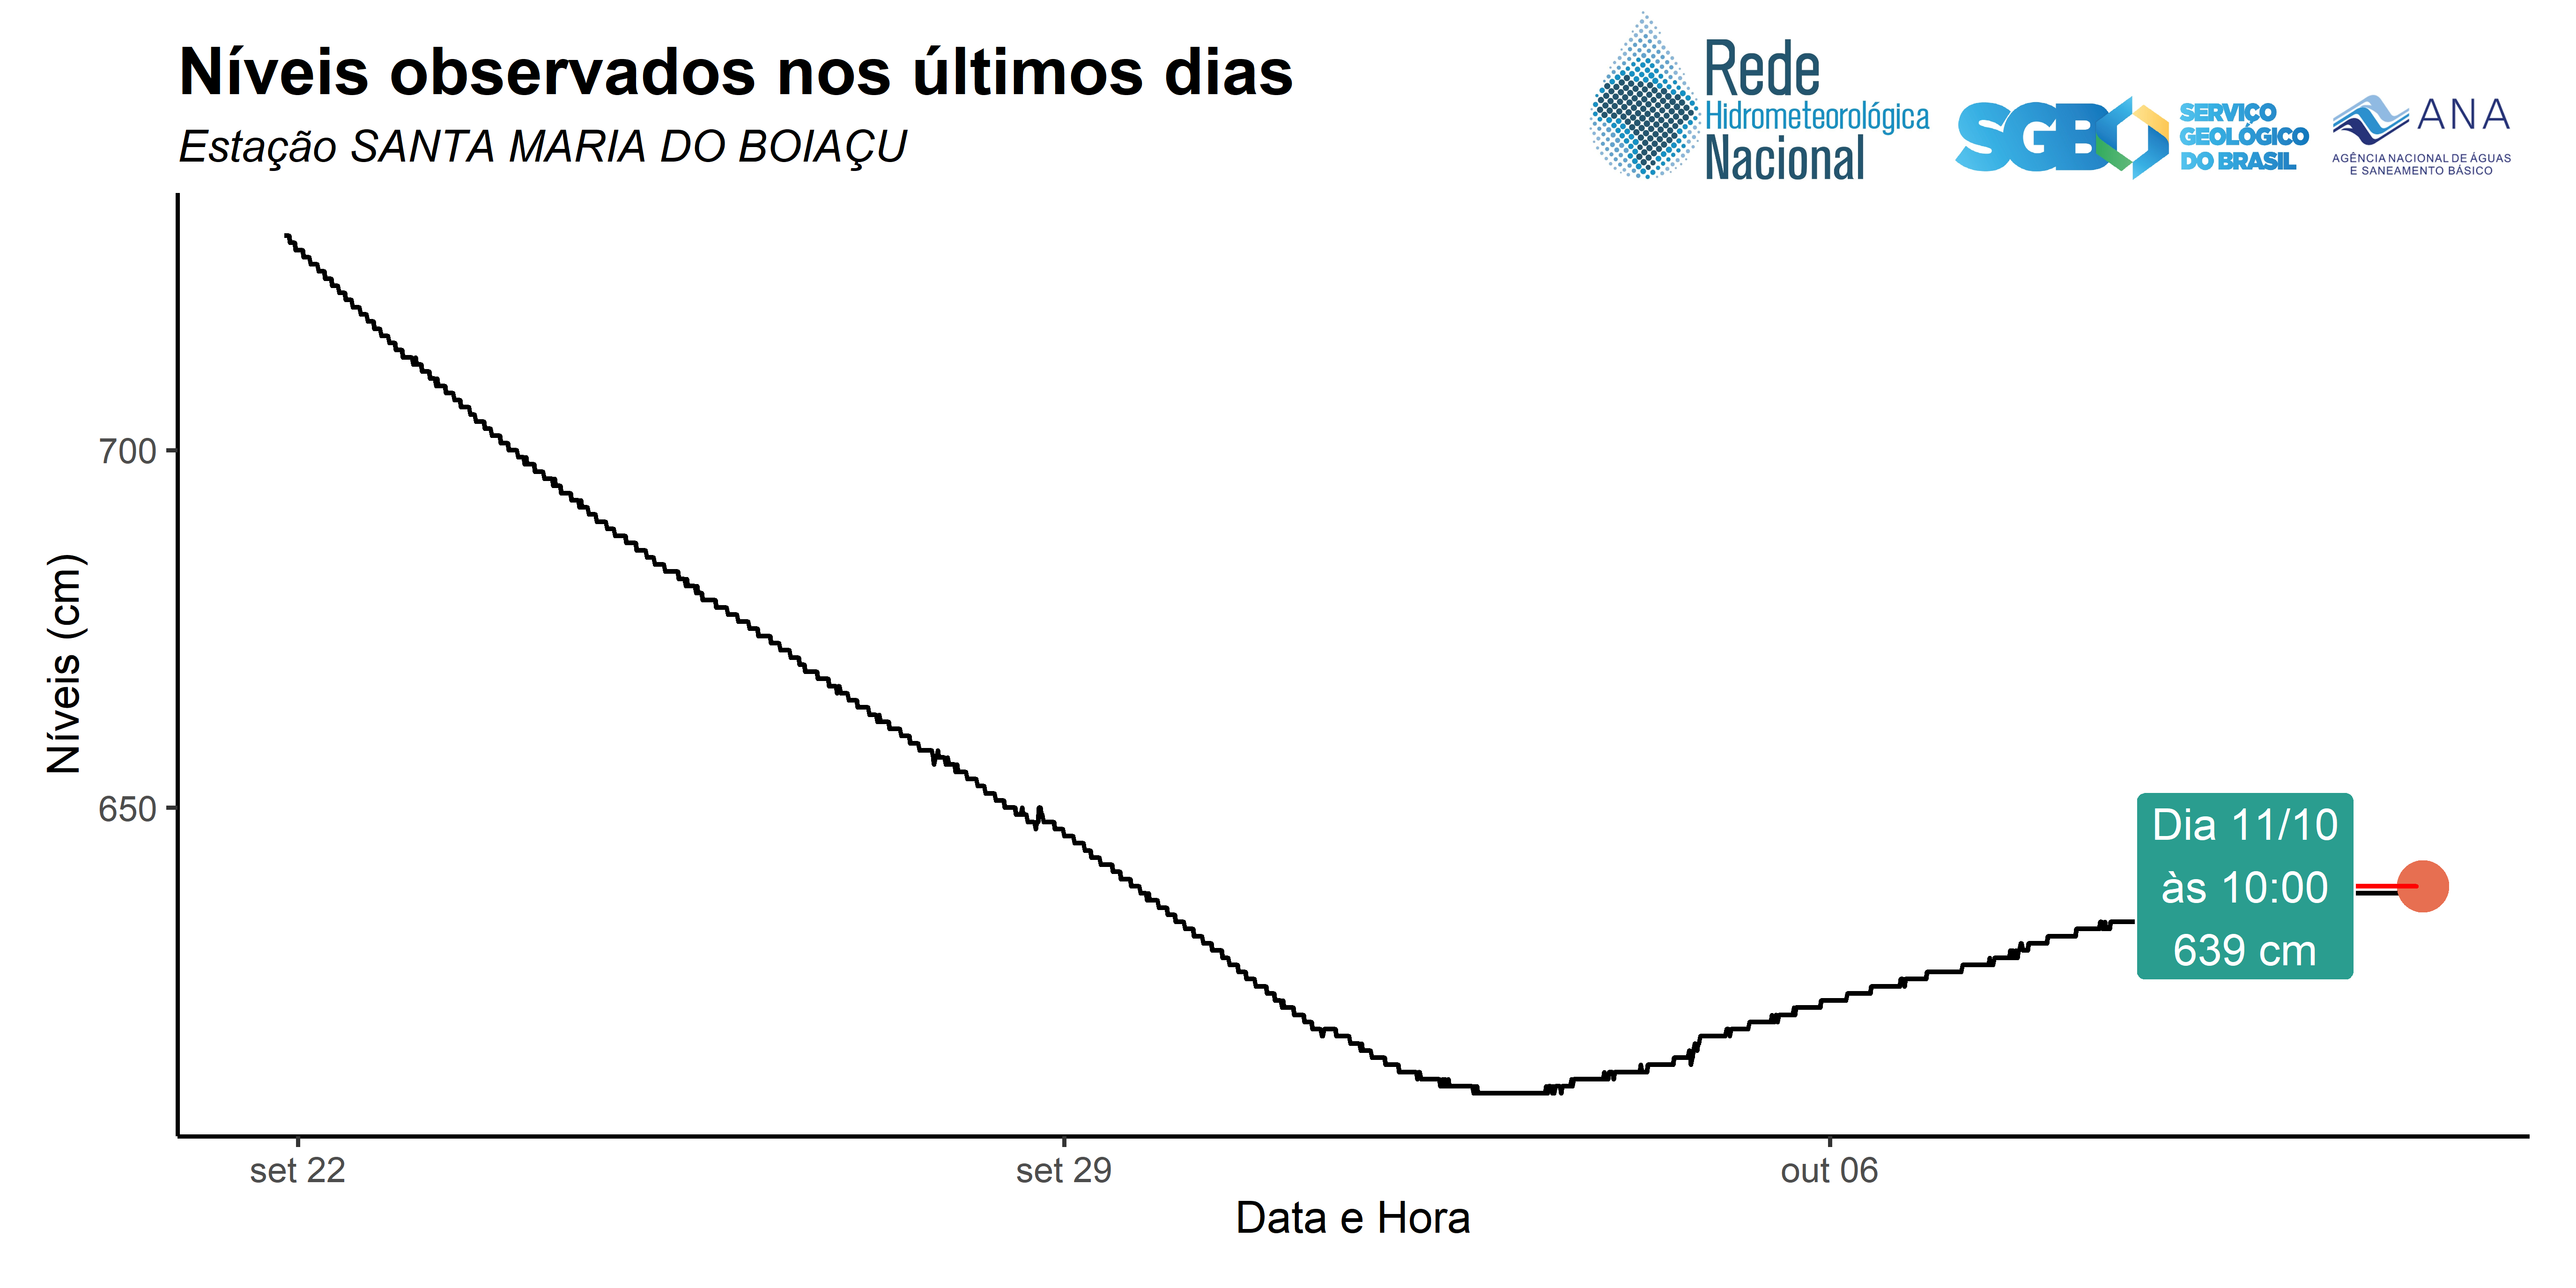 Níveis observados nos últimos dias
Estação SANTA MARIA DO BOIAÇU
Rede
Hidrometeorológica
Nacional
SGB
SERVIÇO
GEOLÓGICO
DO BRASIL
ANA
AGÊNCIA NACIONAL DE ÁGUAS
E SANEAMENTO BÁSICO
Níveis (cm)
700
650
Dia 11/10
às 10:00
639 cm
set 22
set 29
out 06
Data e Hora